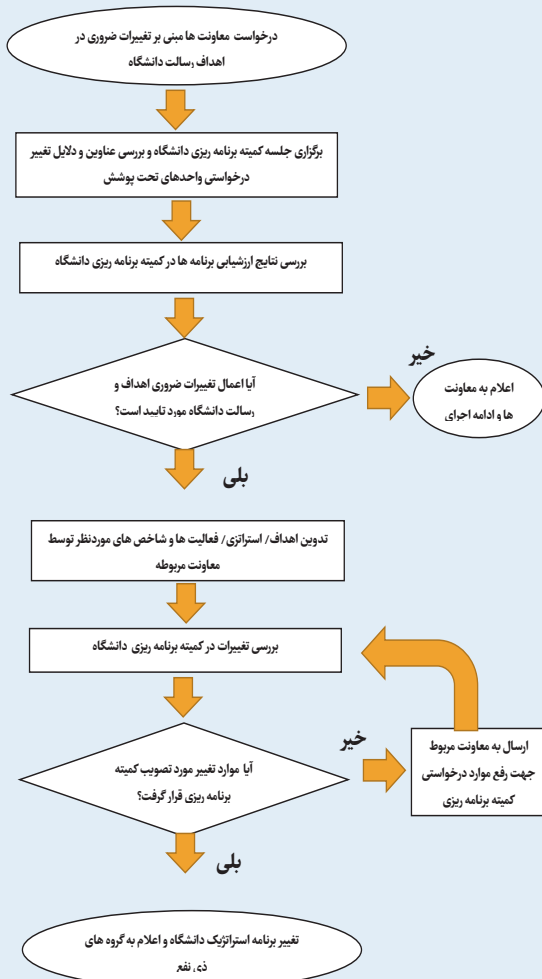 درخواست معاونت ها مبنی بر تغییرات ضروری در
اهداف رسالت دانشگاه
برگزاری جلسه کمیته برنامه ریزی دانشگاه و بررسی عناوین و دلایل تغییر
درخواستی واحدهای تحت پوشش
بررسی نتایج ارزشیابی برنامه ها در کمیته برنامه ریزی دانشگاه
آیا اعمال تغییرات ضروری اهداف و
رسالت دانشگاه مورد تایید است؟
خیر
اعلام به معاونت
ها و ادامه اجرای
بلی
تدوین اهداف/ استراتژی/ فعالیت ها و شاخص های موردنظر توسط
معاونت مربوطه
بررسی تغییرات در کمیته برنامه ریزی دانشگاه
آیا موارد تغییر مورد تصویب کمیته
برنامه ریزی قرار گرفت؟
خیر
ارسال به معاونت مربوط
جهت رفع موارد درخواستی
کمیته برنامه ریزی
بلی
تغییر برنامه استراتژیک دانشگاه و اعلام به گروه های
ذی نفع